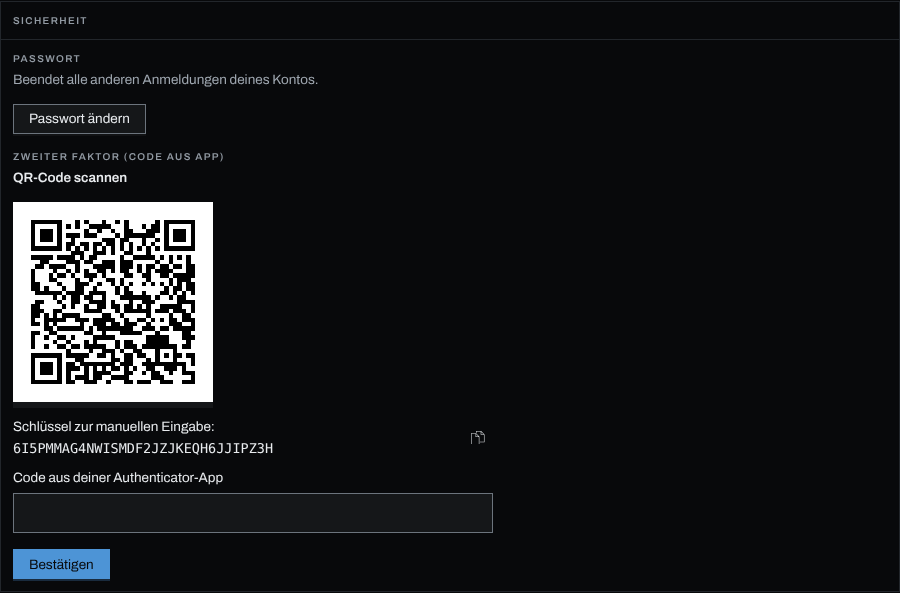 SICHERHEIT
PASSWORT
Beendet alle anderen Anmeldungen deines Kontos.
Passwort ändern
ZWEITER FAKTOR (CODE AUS APP)
QR-Code scannen
Schlüssel zur manuellen Eingabe:
6I5PMMAG4NWISMDF2JZJKEQH6JJIPZ3H
Code aus deiner Authenticator-App
Bestätigen